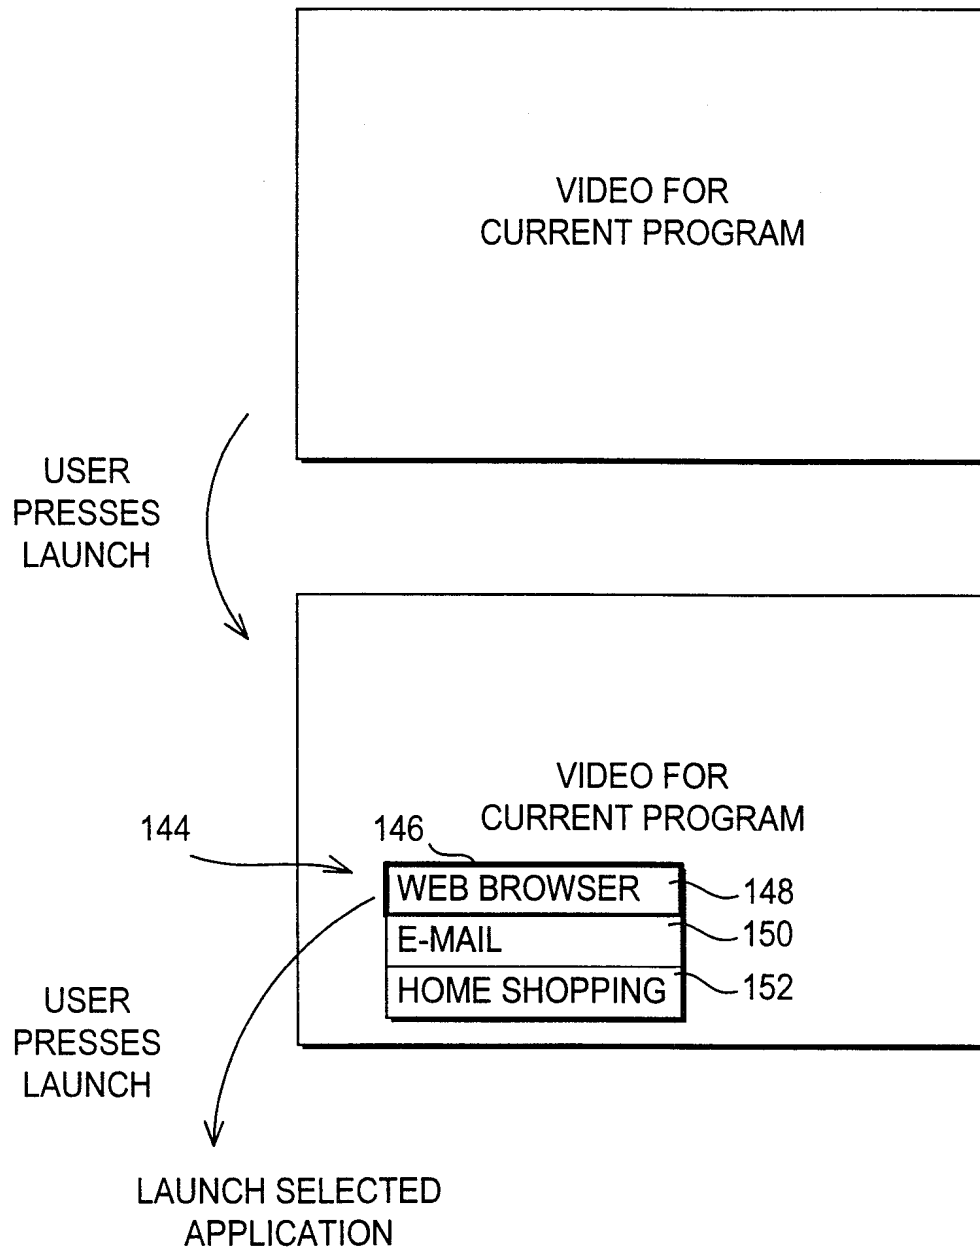 VIDEO FOR
CURRENT PROGRAM
USER
PRESSES
LAUNCH
VIDEO FOR
CURRENT PROGRAM
144
146
WEB BROWSER
148
E-MAIL
150
HOME SHOPPING
152
USER
PRESSES
LAUNCH
LAUNCH SELECTED
APPLICATION